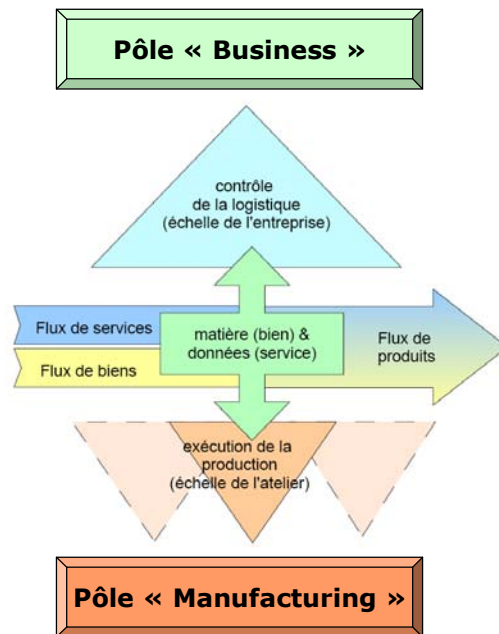 Pôle « Business »
contrôle
de la logistique
(échelle de l'entreprise)
Flux de services
matière (bien) &
données (service)
Flux de
produits
Flux de biens
exécution de la
production
(échelle de l'atelier)
Pôle « Manufacturing »